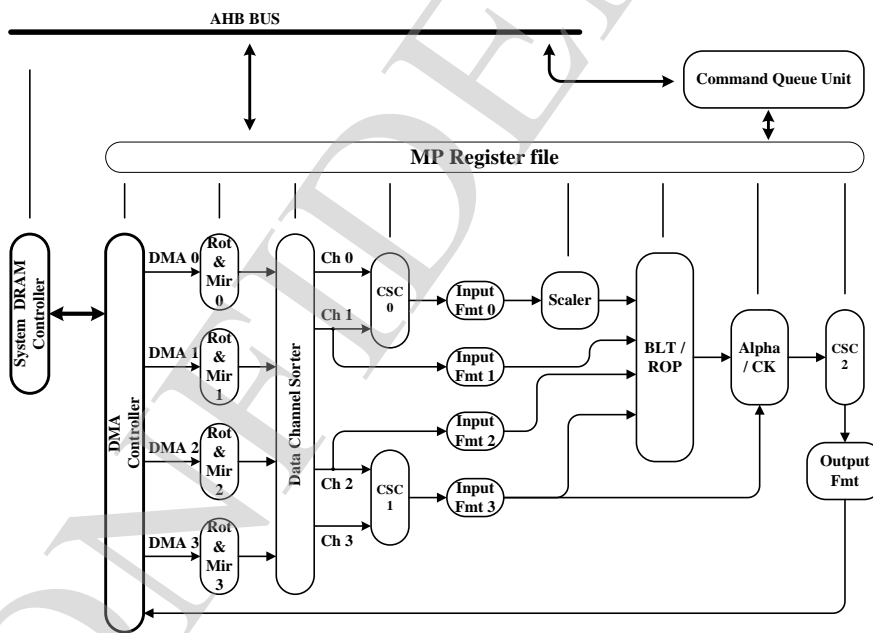 AHB BUS
Command Queue Unit
MP Register file
System DRAM
Controller
DMA
Controller
DMA 0
DMA 1
DMA 2
DMA 3
Rot
&
Mir
0
Rot
&
Mir
1
Rot
&
Mir
2
Rot
&
Mir
3
Data Channel Sorter
Ch 0
Ch 1
Ch 2
Ch 3
CSC
0
CSC
1
Input
Fmt 0
Input
Fmt 1
Input
Fmt 2
Input
Fmt 3
Scaler
BLT /
ROP
Alpha
/ CK
CSC
2
Output
Fmt
ONFIDE